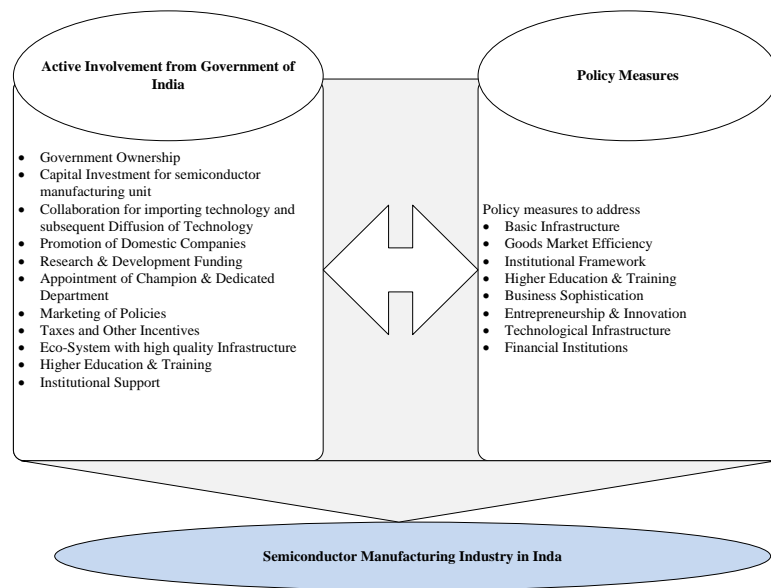 Active Involvement from Government of
India
• Government Ownership
• Capital Investment for semiconductor
manufacturing unit
• Collaboration for importing technology and
subsequent Diffusion of Technology
• Promotion of Domestic Companies
• Research & Development Funding
• Appointment of Champion & Dedicated
Department
• Marketing of Policies
• Taxes and Other Incentives
• Eco-System with high quality Infrastructure
• Higher Education & Training
• Institutional Support
Policy Measures
Policy measures to address
• Basic Infrastructure
• Goods Market Efficiency
• Institutional Framework
• Higher Education & Training
• Business Sophistication
• Entrepreneurship & Innovation
• Technological Infrastructure
• Financial Institutions
Semiconductor Manufacturing Industry in Inda